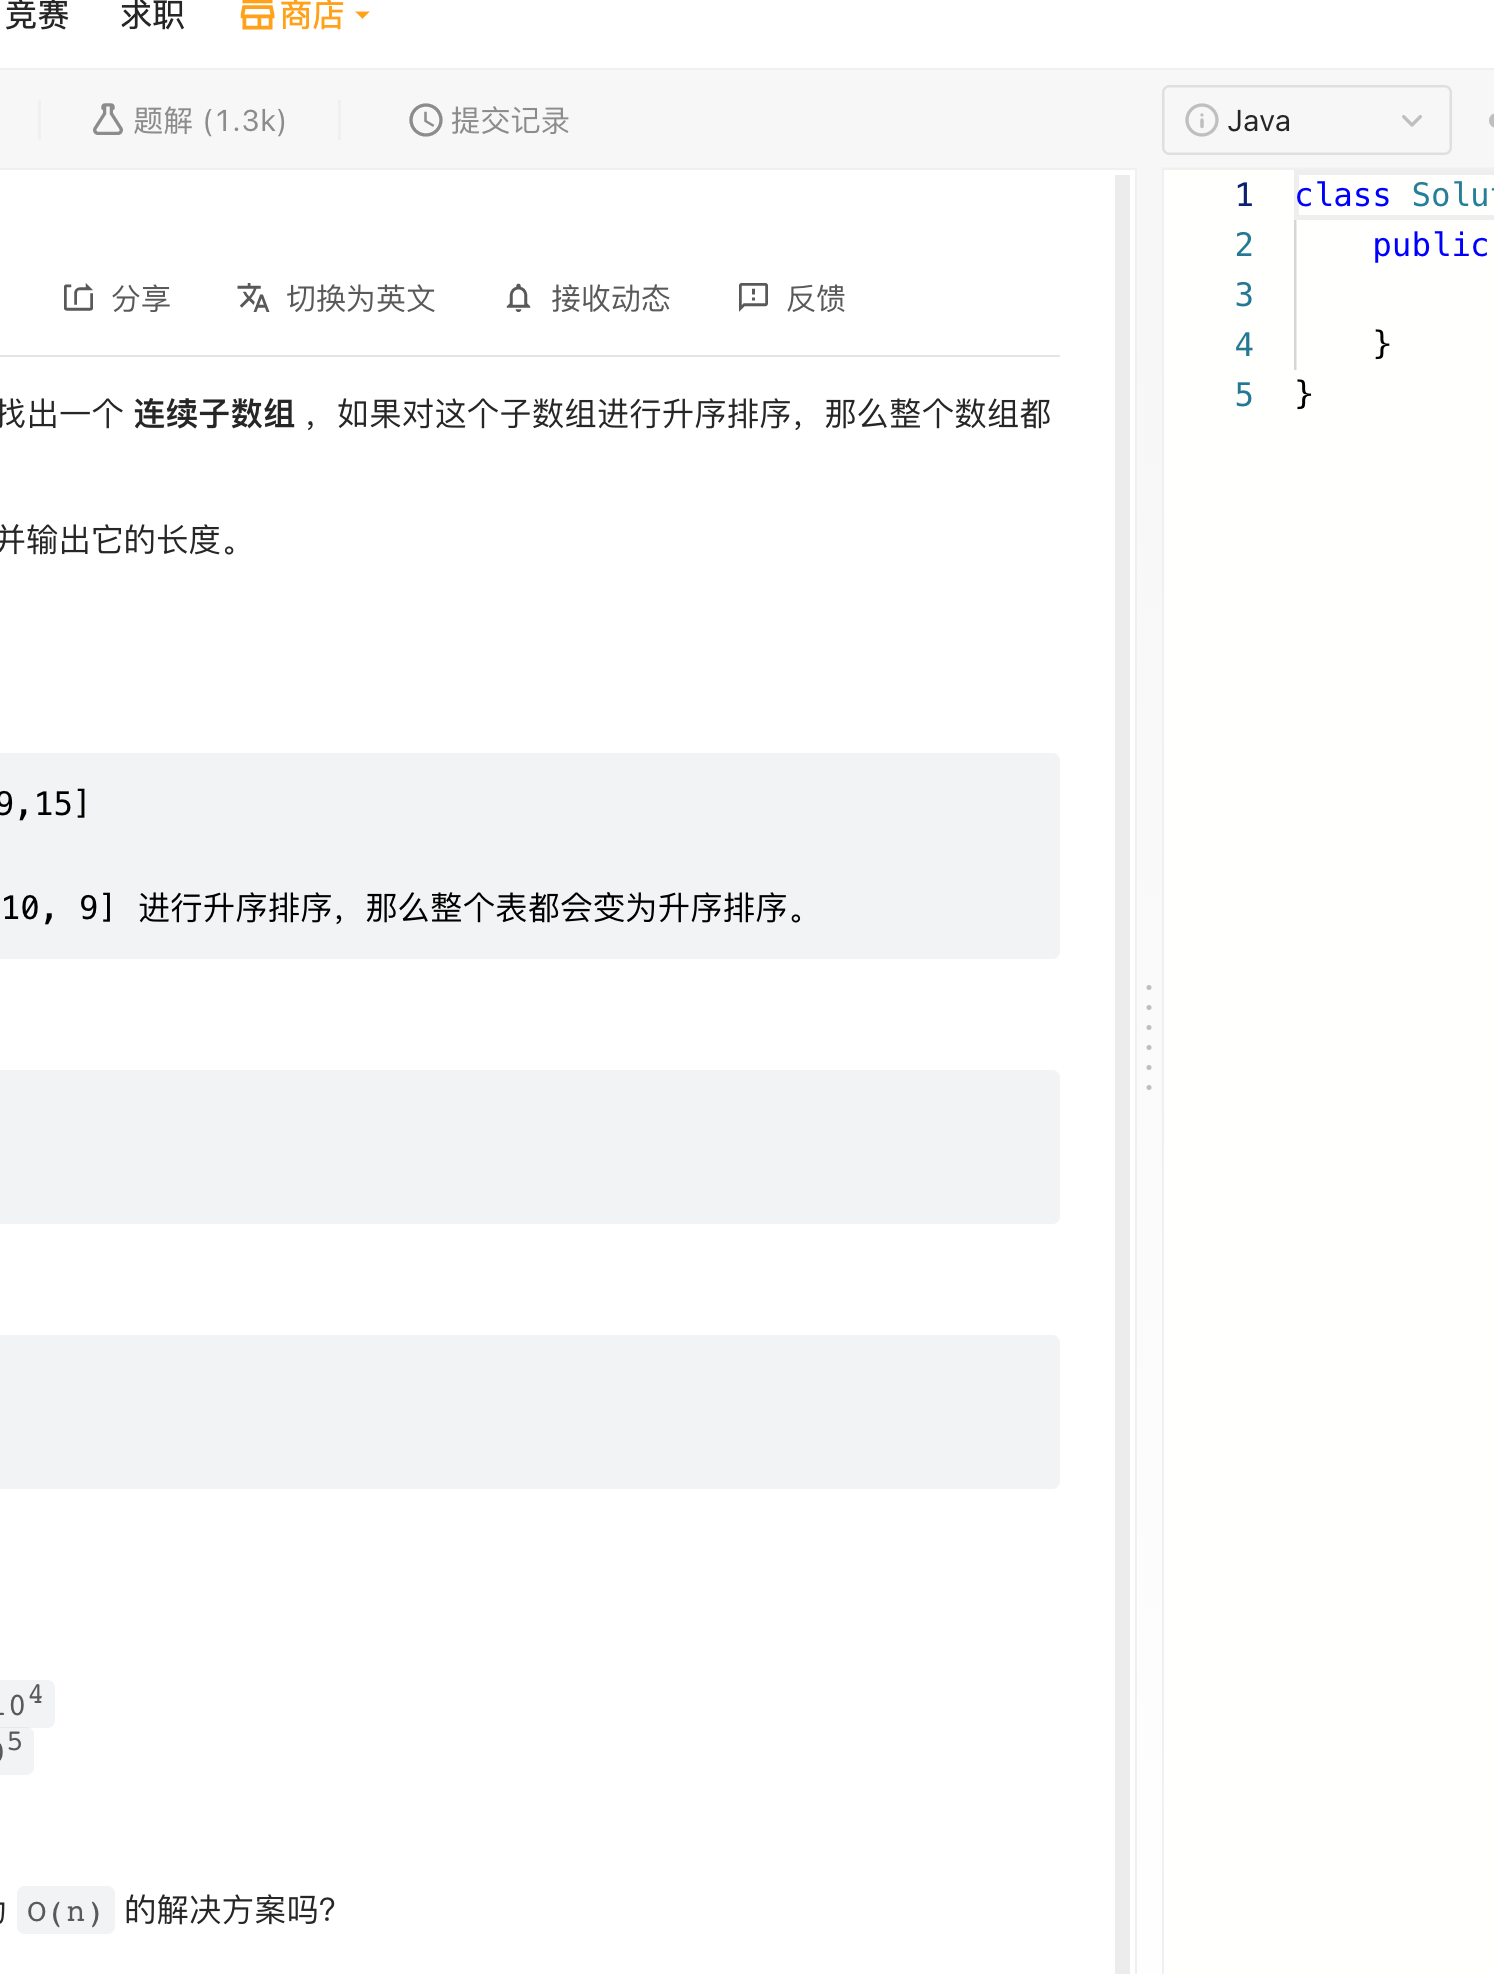 竞赛 求职 商店
题解 (1.3k) 提交记录
Java
分享 切换为英文 接收动态 反馈
找出一个 连续子数组 ，如果对这个子数组进行升序排序，那么整个数组都
并输出它的长度。
9,15]
10, 9] 进行升序排序，那么整个表都会变为升序排序。
10⁴
⁵
O(n) 的解决方案吗？
1 class Solu
2 public
3
4 }
5 }